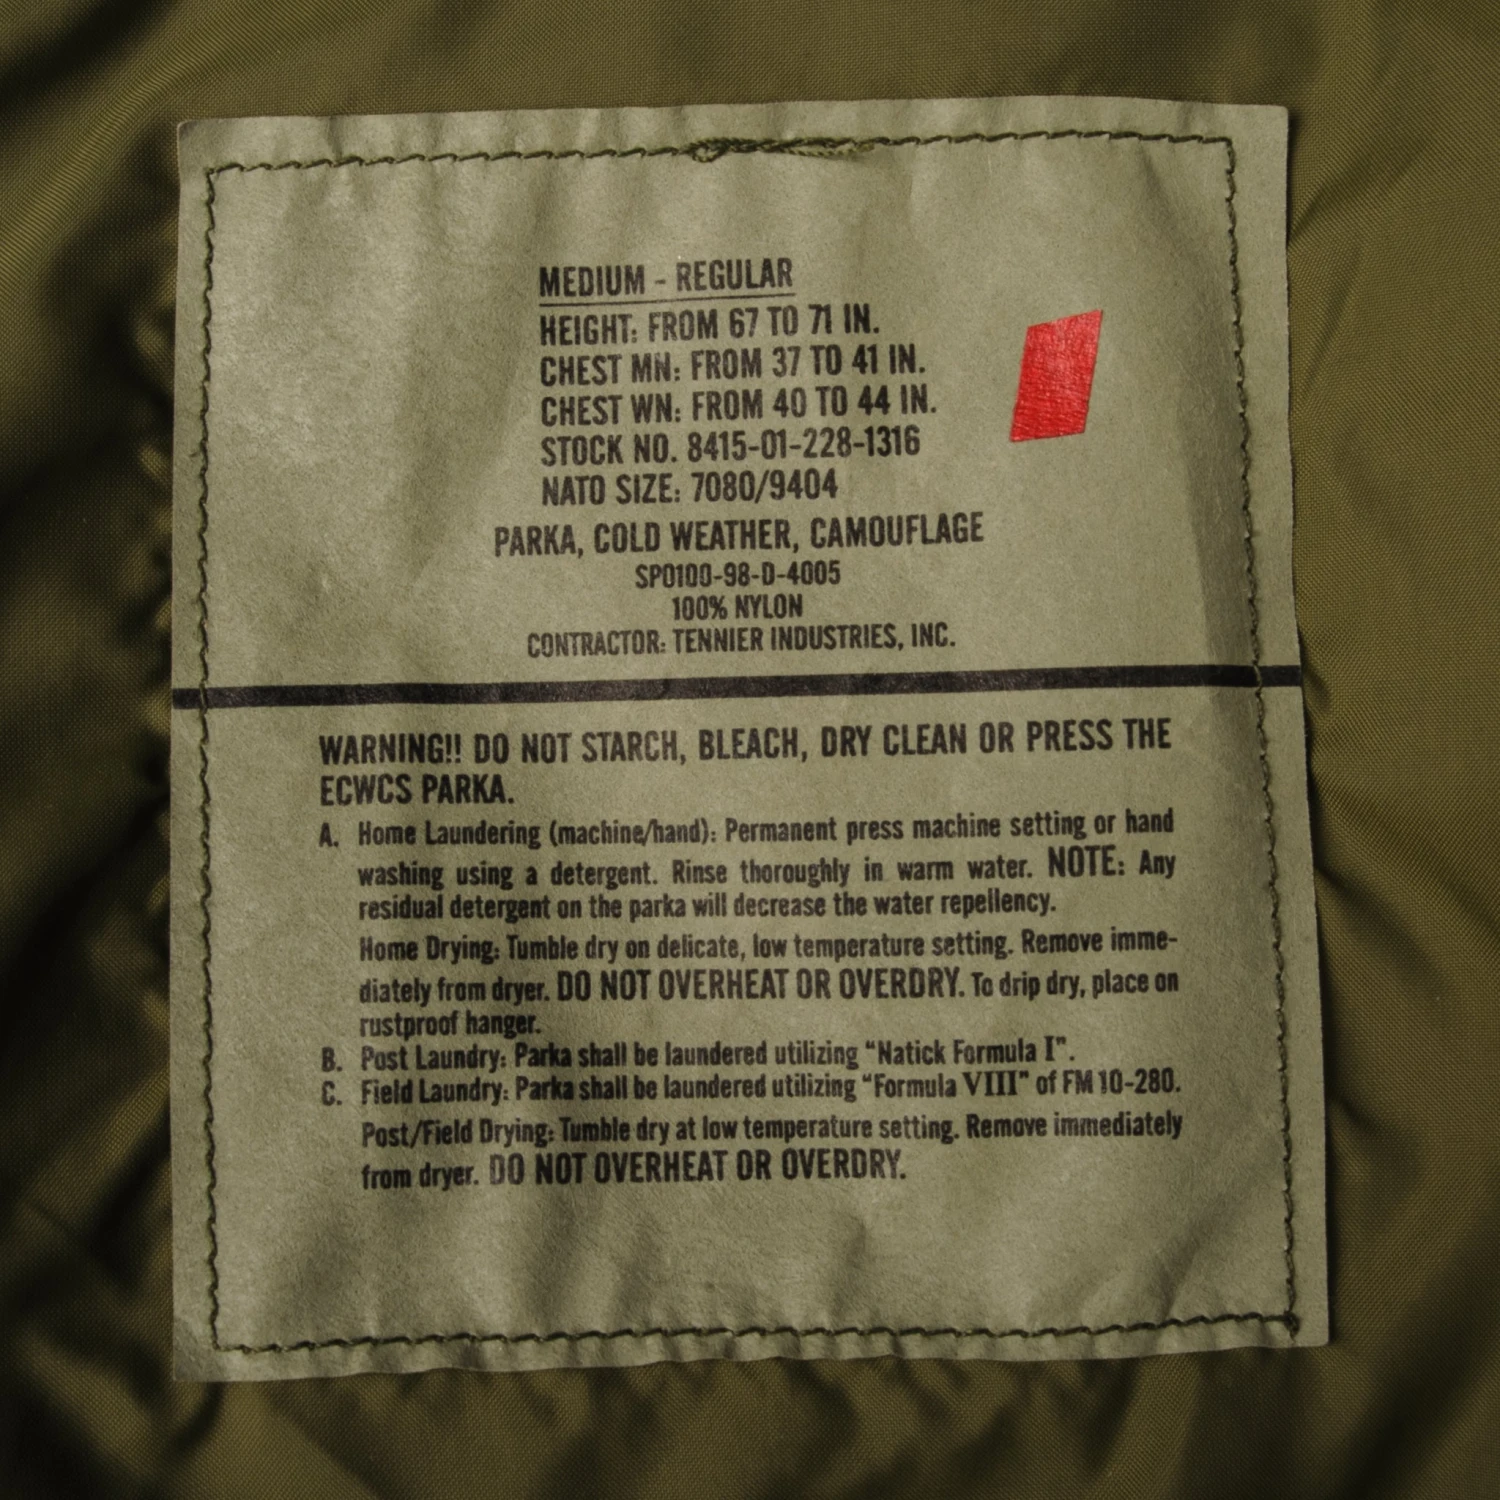 MEDIUM - REGULAR
HEIGHT: FROM 67 TO 71 IN.
CHEST MN: FROM 37 TO 41 IN.
CHEST WN: FROM 40 TO 44 IN.
STOCK NO. 8415-01-228-1316
NATO SIZE: 7080/9404
PARKA, COLD WEATHER, CAMOUFLAGE
SP0100-98-D-4005
100% NYLON
CONTRACTOR: TENNIER INDUSTRIES, INC.
WARNING!! DO NOT STARCH, BLEACH, DRY CLEAN OR PRESS THE
ECWCS PARKA.
A. Home Laundering (machine/hand): Permanent press machine setting or hand
washing using a detergent. Rinse thoroughly in warm water. NOTE: Any
residual detergent on the parka will decrease the water repellency.
Home Drying: Tumble dry on delicate, low temperature setting. Remove imme-
diately from dryer. DO NOT OVERHEAT OR OVERDRY. To drip dry, place on
rustproof hanger.
B. Post Laundry: Parka shall be laundered utilizing "Natick Formula I".
C. Field Laundry: Parka shall be laundered utilizing "Formula VIII" of FM 10-280.
Post/Field Drying: Tumble dry at low temperature setting. Remove immediately
from dryer. DO NOT OVERHEAT OR OVERDRY.